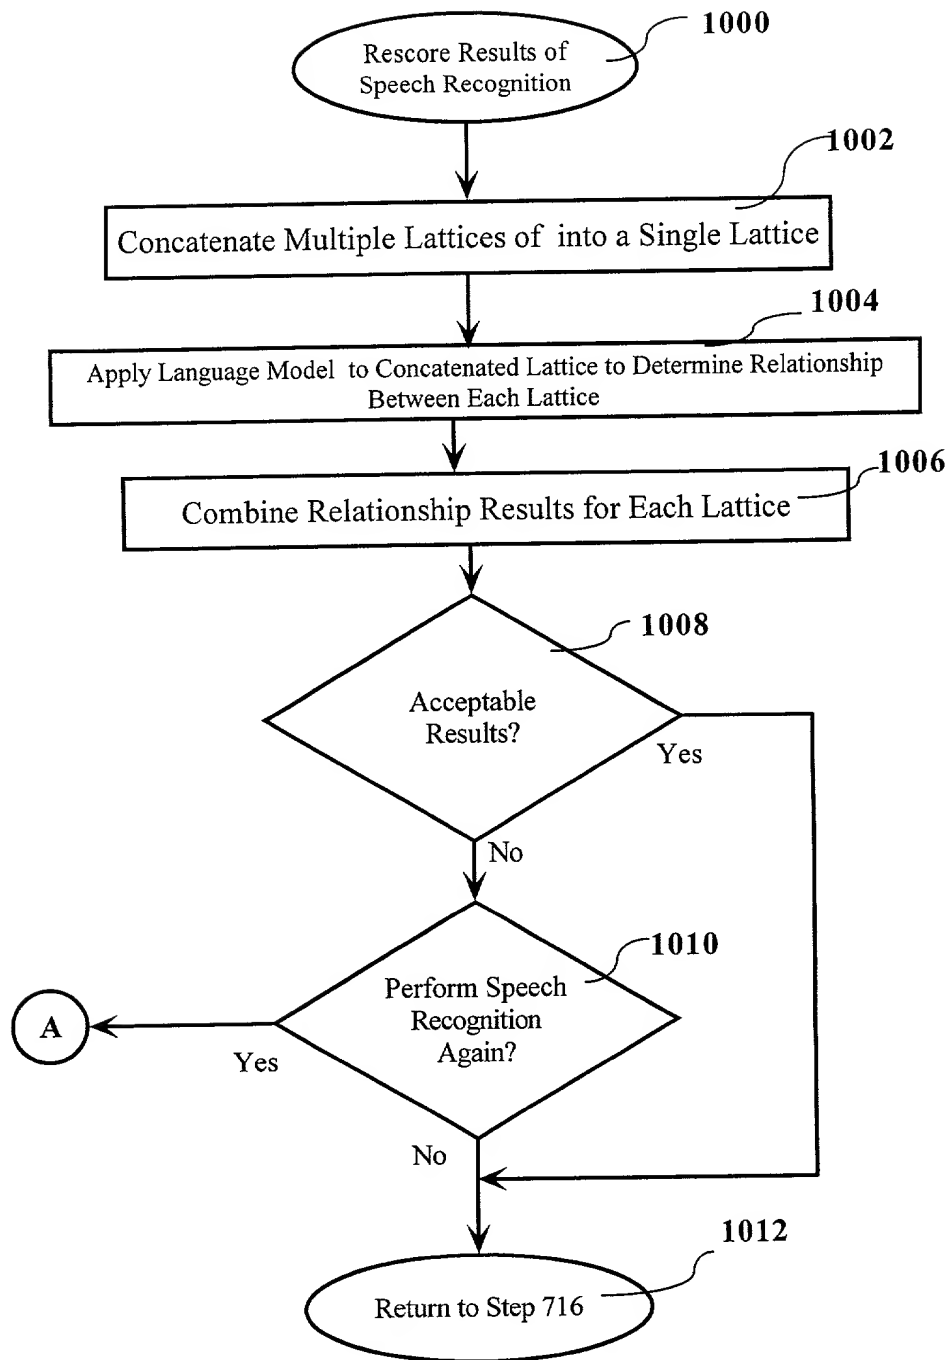 1000
Rescore Results of
Speech Recognition
1002
Concatenate Multiple Lattices of into a Single Lattice
1004
Apply Language Model to Concatenated Lattice to Determine Relationship
Between Each Lattice
1006
Combine Relationship Results for Each Lattice
1008
Acceptable
Results?
Yes
No
1010
Perform Speech
Recognition
Again?
A
Yes
No
1012
Return to Step 716